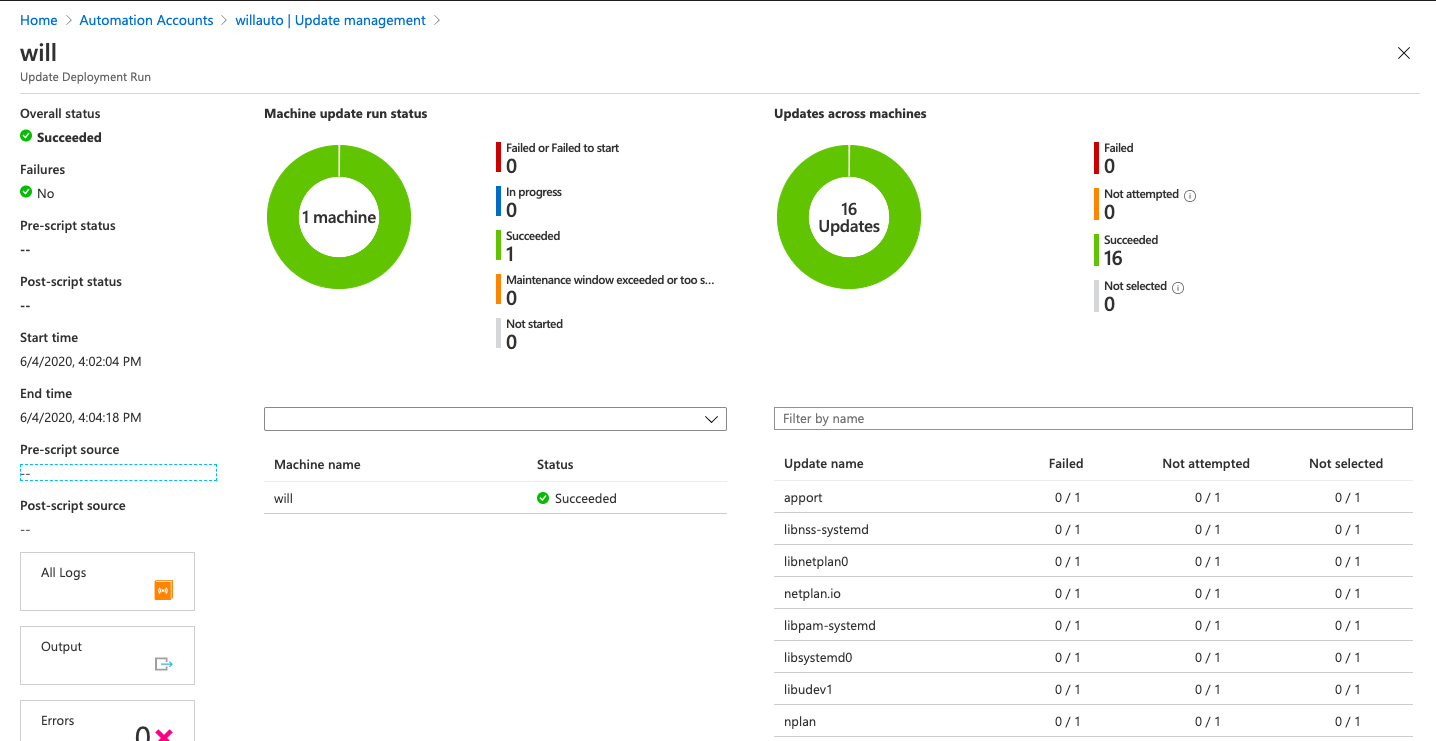 Home > Automation Accounts > willauto | Update management >
will
Update Deployment Run
Overall status
Succeeded
Failures
No
Pre-script status
--
Post-script status
--
Start time
6/4/2020, 4:02:04 PM
End time
6/4/2020, 4:04:18 PM
Pre-script source
--
Post-script source
--
All Logs
Output
Errors
0
Machine update run status
1 machine
Failed or Failed to start
0
In progress
0
Succeeded
1
Maintenance window exceeded or too s...
0
Not started
0
Machine name Status
will Succeeded
Updates across machines
16
Updates
Failed
0
Not attempted
0
Succeeded
16
Not selected
0
Filter by name
Update name Failed Not attempted Not selected
apport 0 / 1 0 / 1 0 / 1
libnss-systemd 0 / 1 0 / 1 0 / 1
libnetplan0 0 / 1 0 / 1 0 / 1
netplan.io 0 / 1 0 / 1 0 / 1
libpam-systemd 0 / 1 0 / 1 0 / 1
libsystemd0 0 / 1 0 / 1 0 / 1
libudev1 0 / 1 0 / 1 0 / 1
nplan 0 / 1 0 / 1 0 / 1